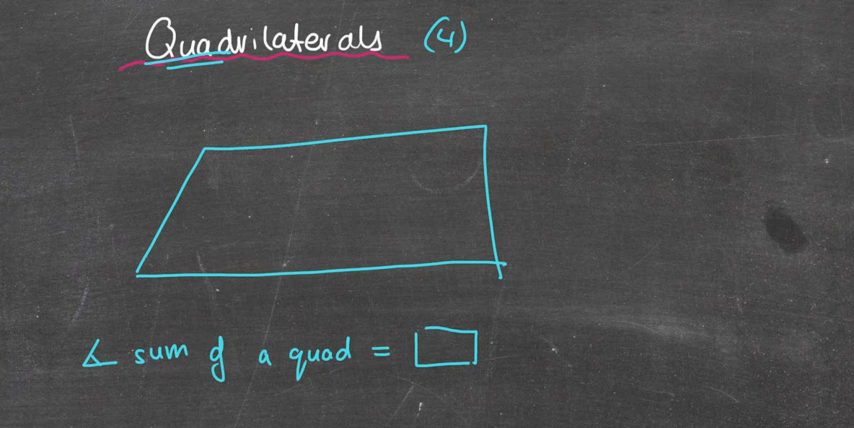 Quadrilaterals (4)
∡ sum of a quad =